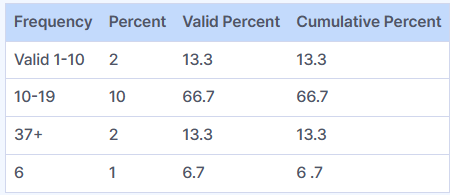 Frequency Percent Valid Percent Cumulative Percent
Valid 1-10 2 13.3 13.3
10-19 10 66.7 66.7
37+ 2 13.3 13.3
6 1 6.7 6 .7